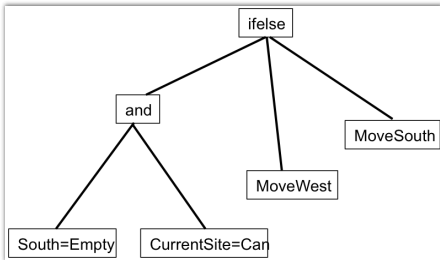 ifelse
and
MoveSouth
MoveWest
South=Empty
CurrentSite=Can